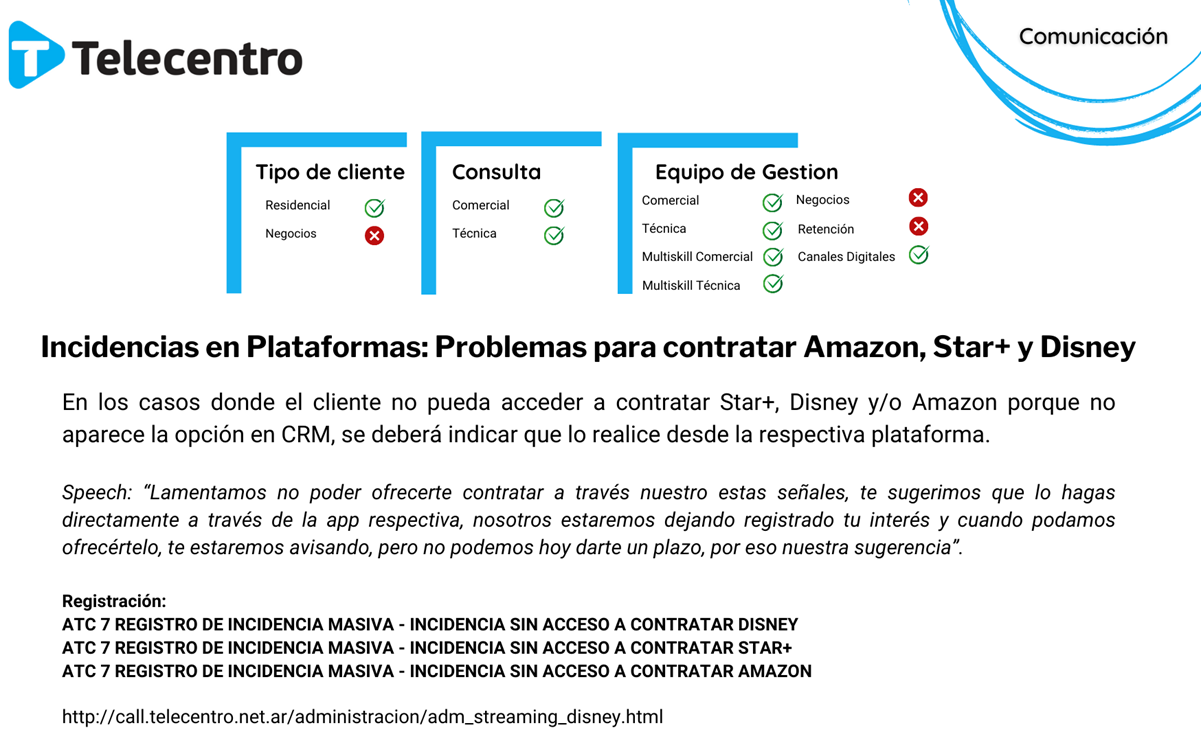 Telecentro
Comunicación
Tipo de cliente
Residencial
Negocios
Consulta
Comercial
Técnica
Equipo de Gestion
Comercial
Técnica
Multiskill Comercial
Multiskill Técnica
Negocios
Retención
Canales Digitales
Incidencias en Plataformas: Problemas para contratar Amazon, Star+ y Disney
En los casos donde el cliente no pueda acceder a contratar Star+, Disney y/o Amazon porque no
aparece la opción en CRM, se deberá indicar que lo realice desde la respectiva plataforma.
Speech: “Lamentamos no poder ofrecerte contratar a través nuestro estas señales, te sugerimos que lo hagas
directamente a través de la app respectiva, nosotros estaremos dejando registrado tu interés y cuando podamos
ofrecértelo, te estaremos avisando, pero no podemos hoy darte un plazo, por eso nuestra sugerencia”.
Registración:
ATC 7 REGISTRO DE INCIDENCIA MASIVA - INCIDENCIA SIN ACCESO A CONTRATAR DISNEY
ATC 7 REGISTRO DE INCIDENCIA MASIVA - INCIDENCIA SIN ACCESO A CONTRATAR STAR+
ATC 7 REGISTRO DE INCIDENCIA MASIVA - INCIDENCIA SIN ACCESO A CONTRATAR AMAZON
http://call.telecentro.net.ar/administracion/adm_streaming_disney.html